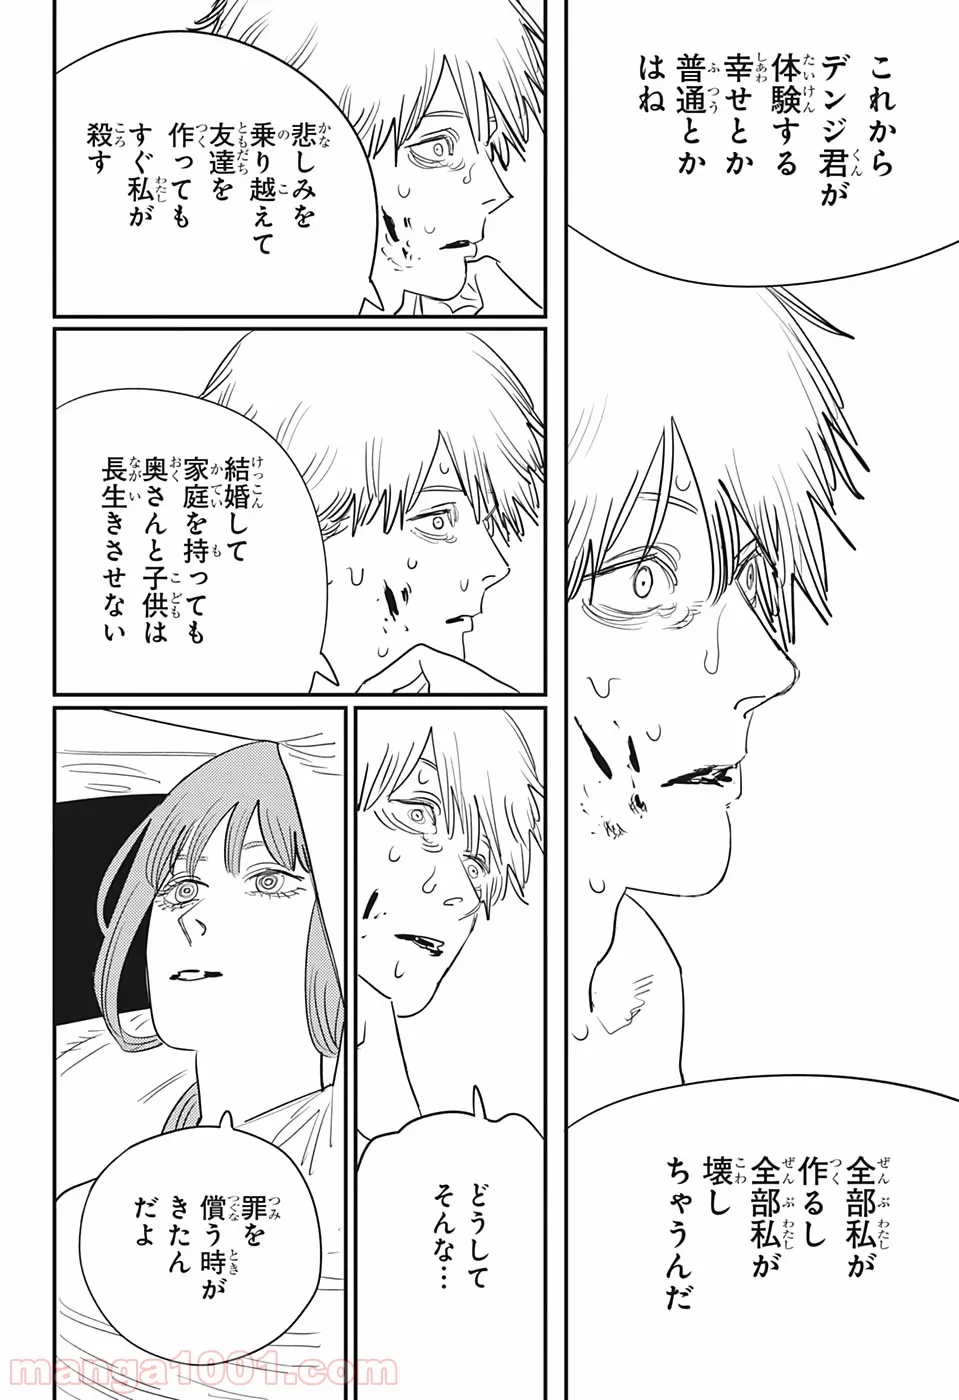 これから
デンジ君が
体験する
幸せとか
普通とか
はね
全部私が
作るし
全部私が
壊し
ちゃうんだ
悲しみを
乗り越えて
友達を
作っても
すぐ私が
殺す
結婚して
家庭を持っても
奥さんと子供は
長生きさせない
どうして
そんな…
罪を
償う時が
きたん
だよ
manga1001.com